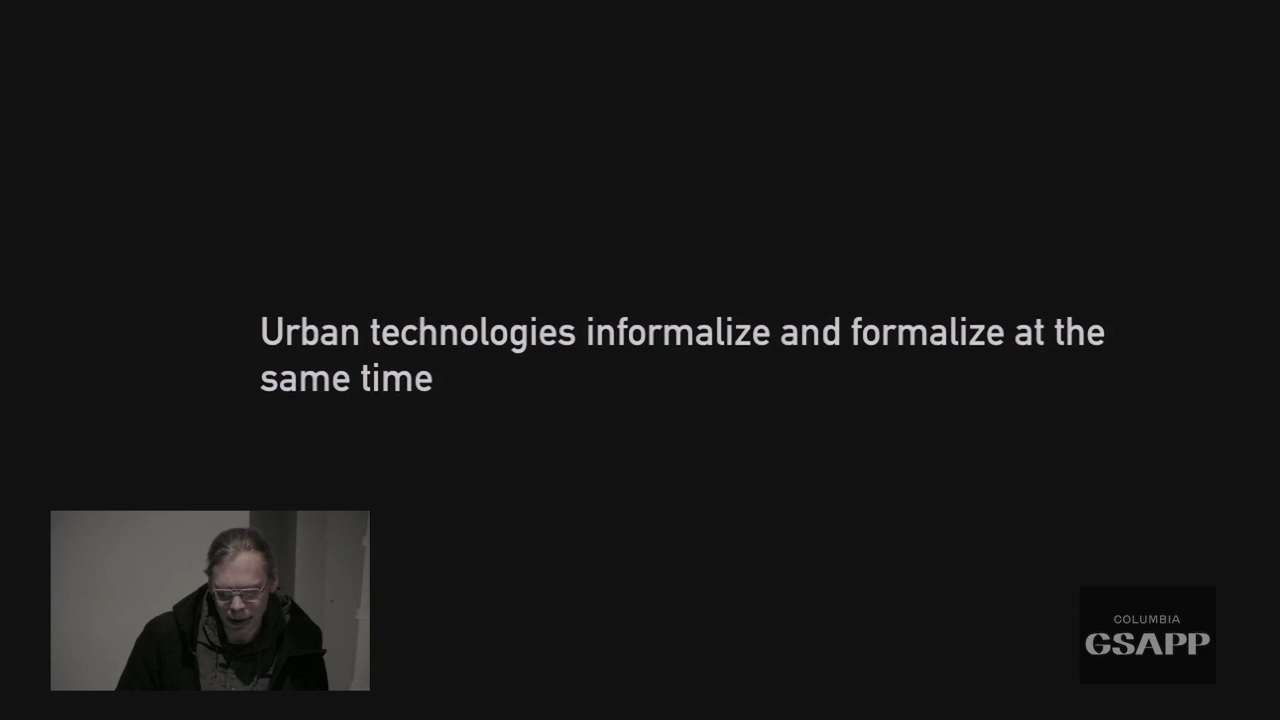 Urban technologies informalize and formalize at the
same time
COLUMBIA
GSAPP